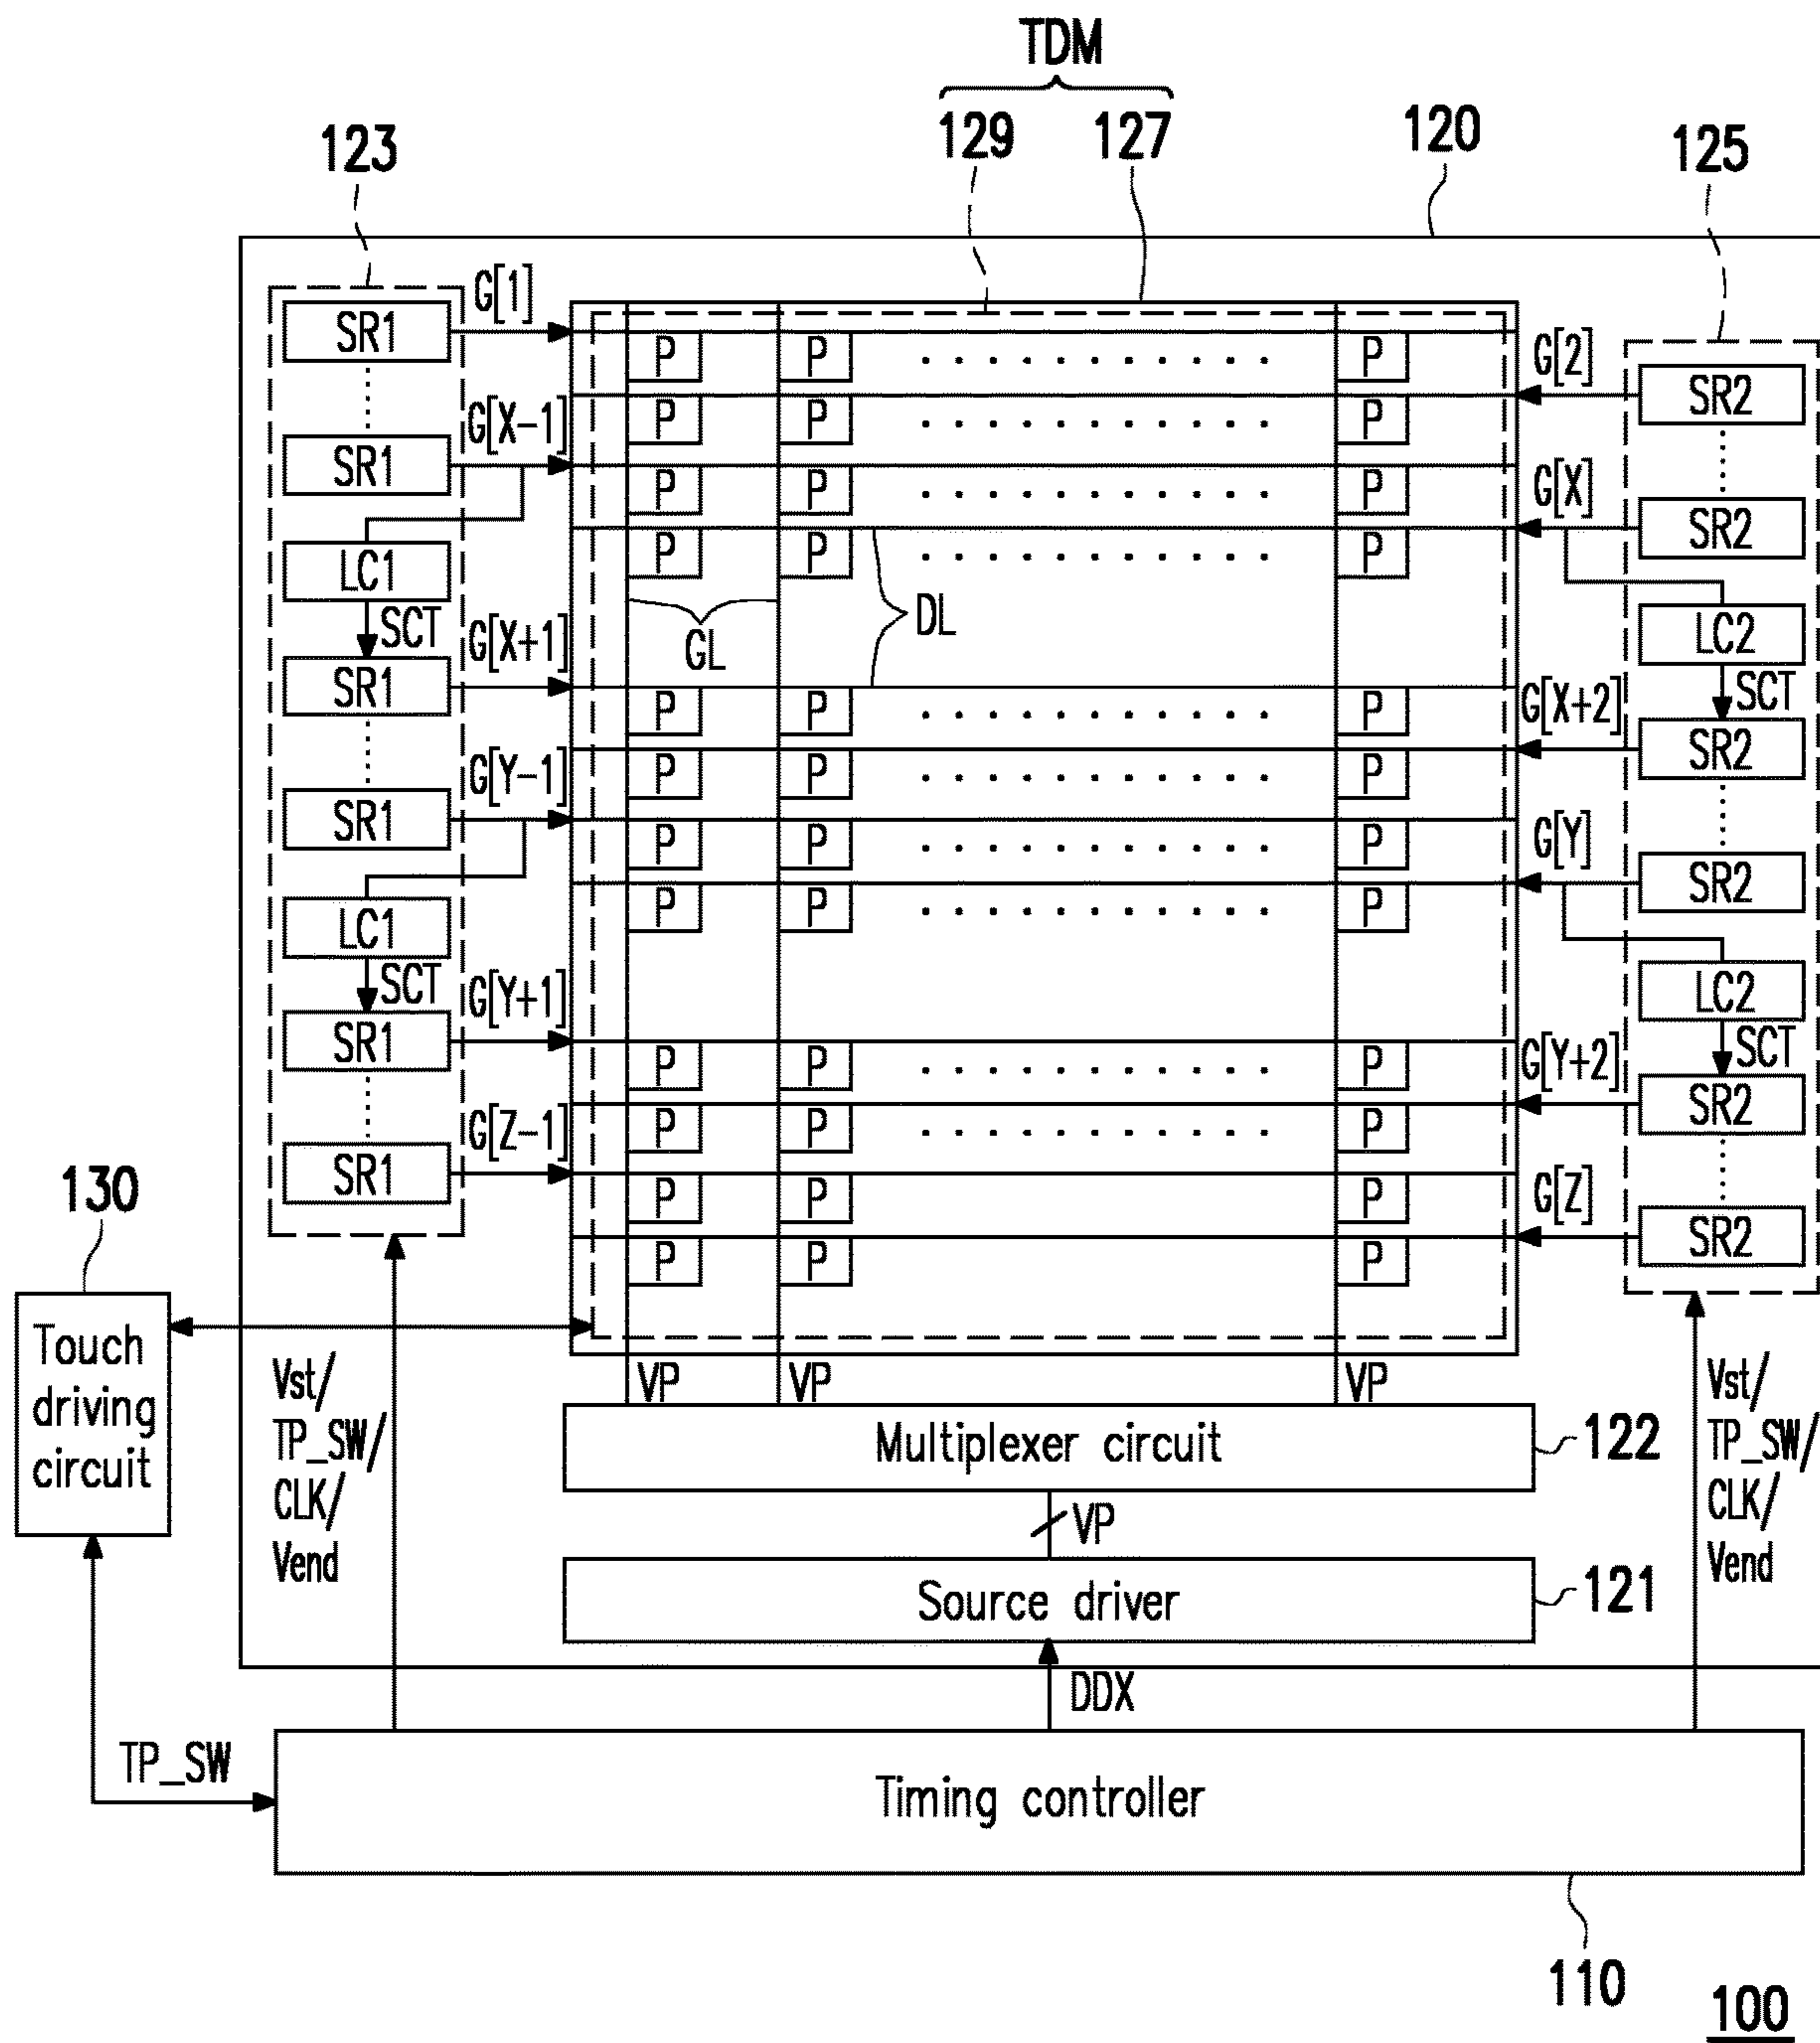 TDM
123
129
127
120
125
G[1]
SR1
P P P
G[2]
SR2
G[X-1]
P P P
SR1
P P P
G[X]
SR2
P P P
LC1
DL
LC2
SCT
G[X+1]
GL
SCT
SR1
P P P
G[X+2]
SR2
G[Y-1]
P P P
SR1
P P P
G[Y]
SR2
P P P
LC1
LC2
SCT
G[Y+1]
SCT
SR1
P P P
G[Y+2]
SR2
G[Z-1]
P P P
SR1
P P P
G[Z]
SR2
P P P
130
Touch
driving
circuit
Vst/
TP_SW/
CLK/
Vend
VP VP VP
Vst/
TP_SW/
CLK/
Vend
Multiplexer circuit
122
VP
Source driver
121
DDX
TP_SW
Timing controller
110
100